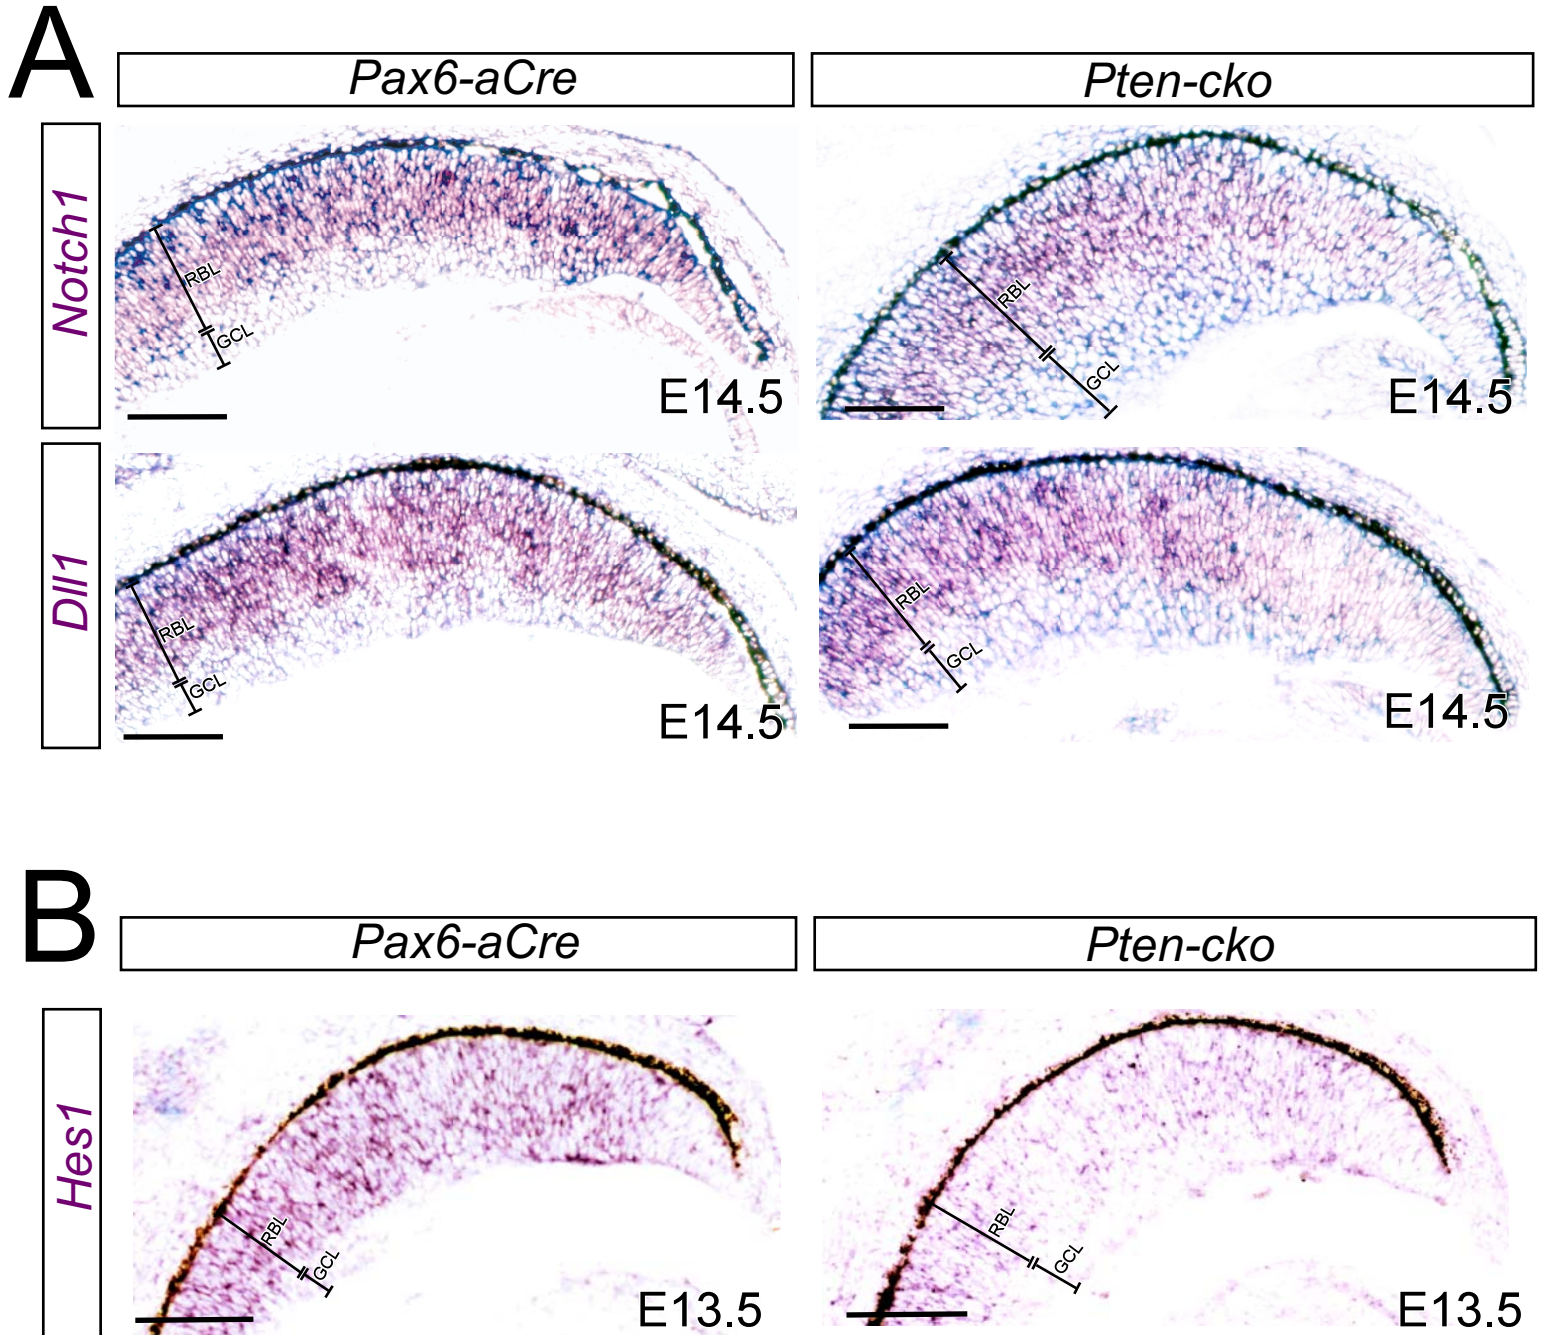 A
Pax6-aCre
Pten-cko
Notch1
RBL
GCL
E14.5
RBL
GCL
E14.5
Dll1
RBL
GCL
E14.5
RBL
GCL
E14.5
B
Pax6-aCre
Pten-cko
Hes1
RBL
GCL
E13.5
RBL
GCL
E13.5